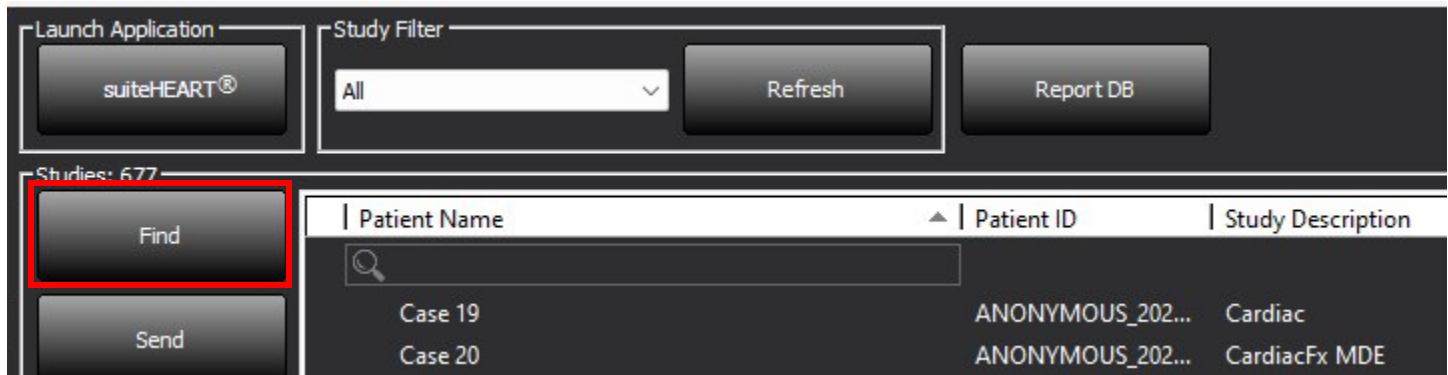 Launch Application
Study Filter
suiteHEART®
All
Refresh
Report DB
Studies: 677
Find
Patient Name
Patient ID
Study Description
Case 19
ANONYMOUS_202...
Cardiac
Send
Case 20
ANONYMOUS_202...
CardiacFx MDE